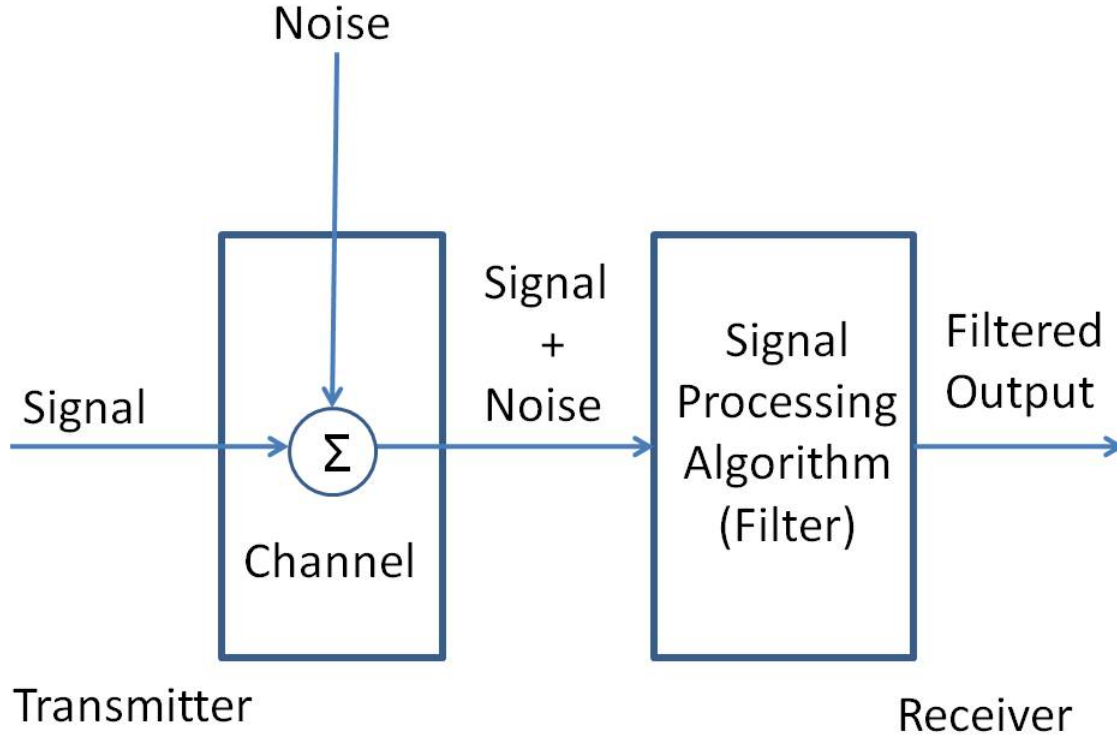 Noise
Signal
Σ
Channel
Signal
+
Noise
Signal
Processing
Algorithm
(Filter)
Filtered
Output
Transmitter
Receiver